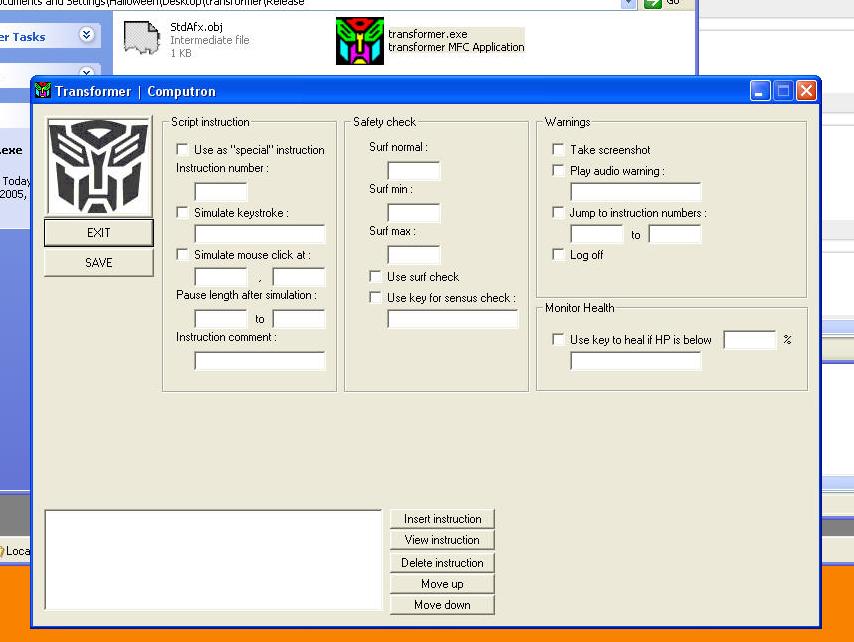 ocuments and Settings\Halloween\Desktop\transformer\Release
Go
er Tasks
StdAfx.obj
Intermediate file
1 KB
transformer.exe
transformer MFC Application
Transformer | Computron
.exe
Today
2005,
Loca
EXIT
SAVE
Script instruction
Use as "special" instruction
Instruction number :
Simulate keystroke :
Simulate mouse click at :
,
Pause length after simulation :
to
Instruction comment :
Safety check
Surf normal :
Surf min :
Surf max :
Use surf check
Use key for sensus check :
Warnings
Take screenshot
Play audio warning :
Jump to instruction numbers :
to
Log off
Monitor Health
Use key to heal if HP is below
%
Insert instruction
View instruction
Delete instruction
Move up
Move down